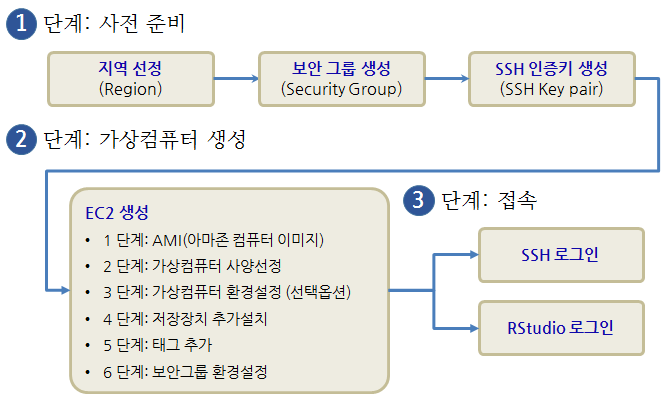 1 단계: 사전 준비
지역 선정
(Region)
보안 그룹 생성
(Security Group)
SSH 인증키 생성
(SSH Key pair)
2 단계: 가상컴퓨터 생성
EC2 생성
• 1 단계: AMI(아마존 컴퓨터 이미지)
• 2 단계: 가상컴퓨터 사양선정
• 3 단계: 가상컴퓨터 환경설정 (선택옵션)
• 4 단계: 저장장치 추가설치
• 5 단계: 태그 추가
• 6 단계: 보안그룹 환경설정
3 단계: 접속
SSH 로그인
RStudio 로그인